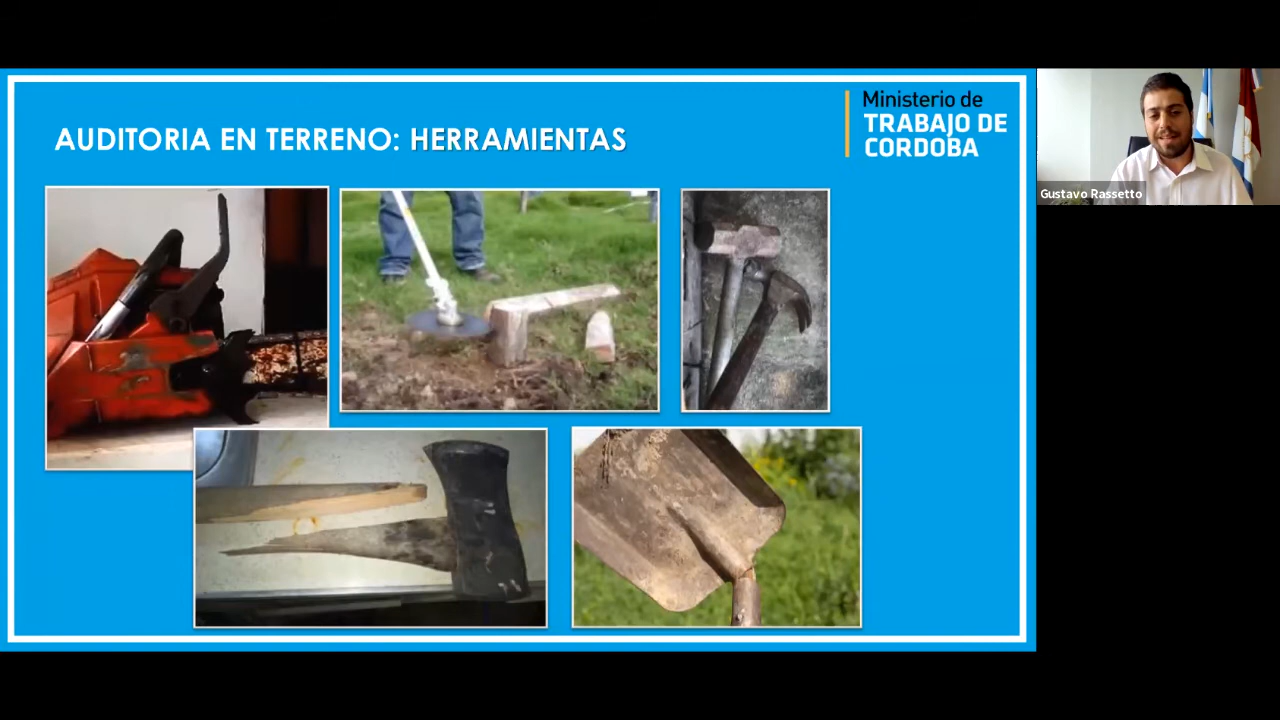 AUDITORIA EN TERRENO: HERRAMIENTAS
Ministerio de
TRABAJO DE
CORDOBA
Gustavo Rassetto